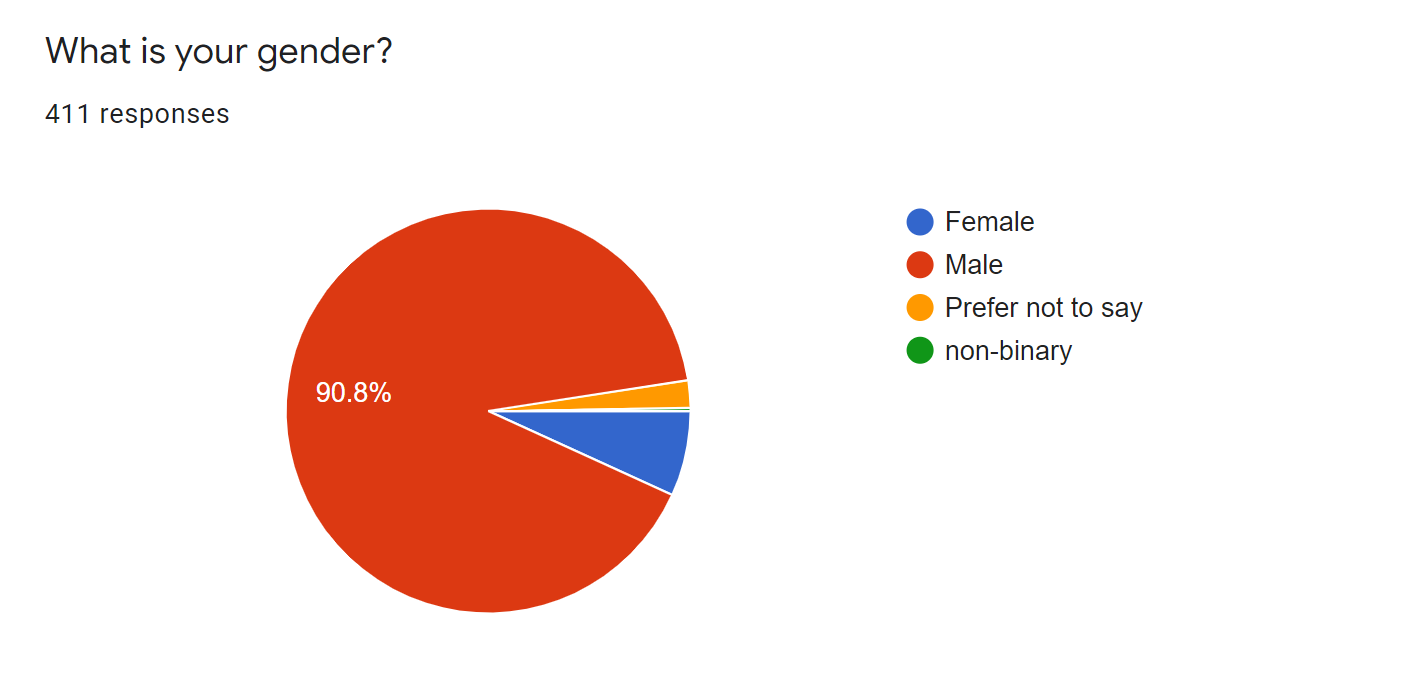 What is your gender?
411 responses
90.8%
Female
Male
Prefer not to say
non-binary